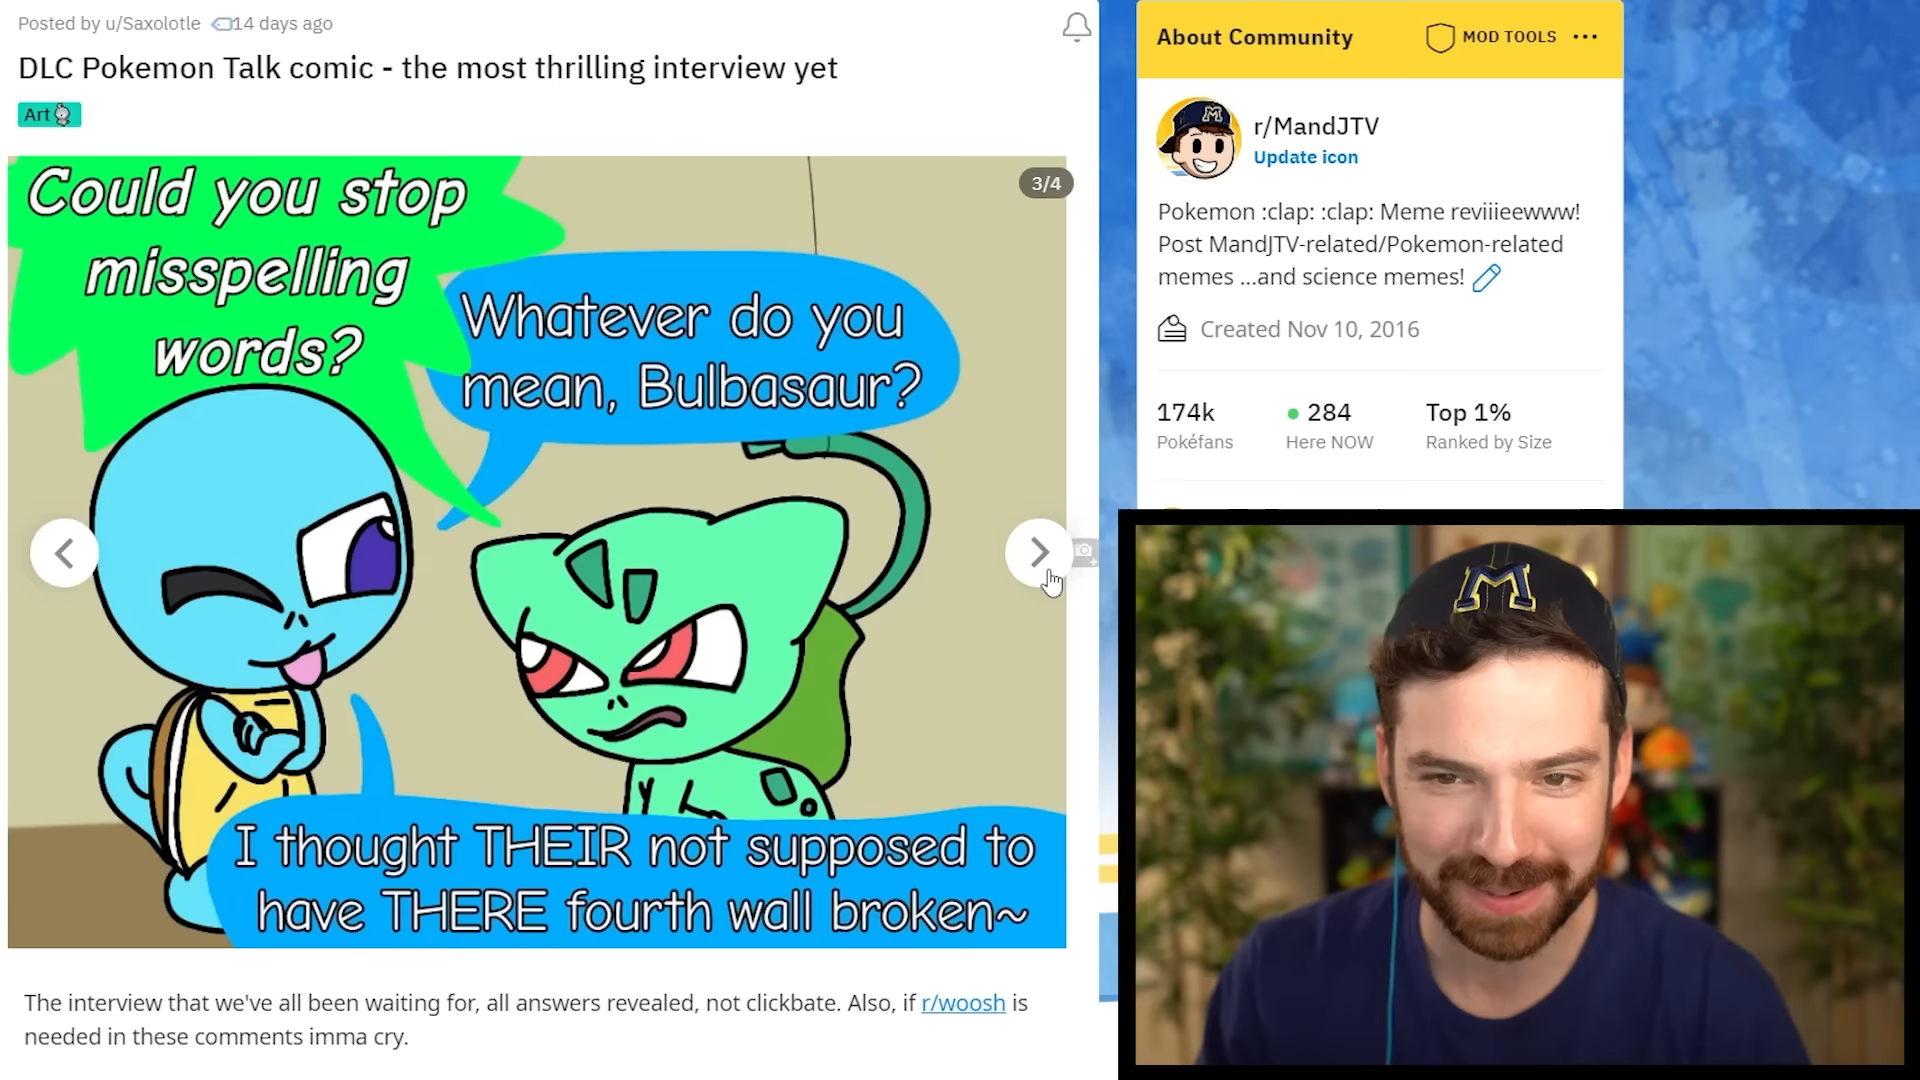 Posted by u/Saxolotle 14 days ago
DLC Pokemon Talk comic - the most thrilling interview yet
Art
3/4
Could you stop
misspelling
words?
Whatever do you
mean, Bulbasaur?
I thought THEIR not supposed to
have THERE fourth wall broken~
The interview that we've all been waiting for, all answers revealed, not clickbate. Also, if r/woosh is
needed in these comments imma cry.
About Community
MOD TOOLS
M
r/MandJTV
Update icon
Pokemon :clap: :clap: Meme reviiieewww!
Post MandJTV-related/Pokemon-related
memes ...and science memes!
Created Nov 10, 2016
174k 284 Top 1%
Pokéfans Here NOW Ranked by Size
M